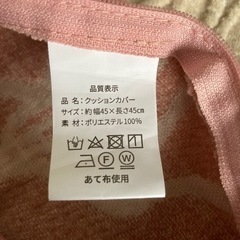 品質表示
品 名：クッションカバー
サイズ：約 幅45×長さ45cm
素 材：ポリエステル100%
F W
あて布使用